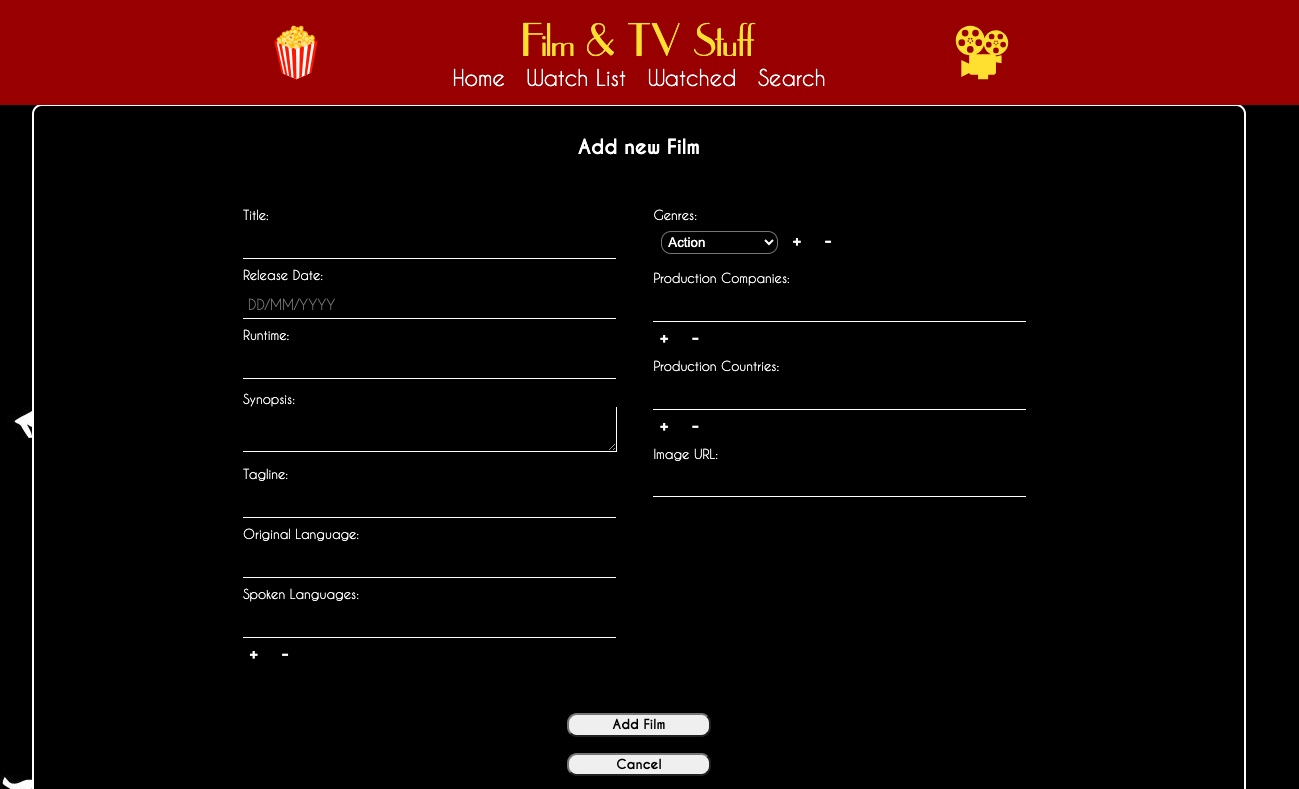 Film & TV Stuff
Home Watch List Watched Search
Add new Film
Title:
Release Date:
DD/MM/YYYY
Runtime:
Synopsis:
Tagline:
Original Language:
Spoken Languages:
+ -
Genres:
Action + -
Production Companies:
+ -
Production Countries:
+ -
Image URL:
Add Film
Cancel